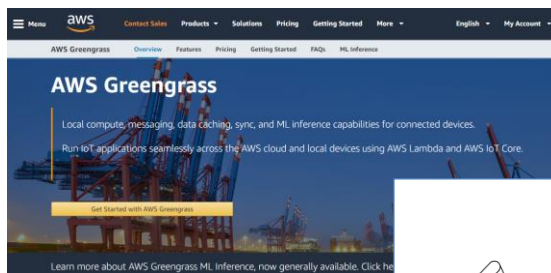 Menu aws Contact Sales Products Solutions Pricing Getting Started More English My Account
AWS Greengrass Overview Features Pricing Getting Started FAQs ML Inference
AWS Greengrass
Local compute, messaging, data caching, sync, and ML inference capabilities for connected devices.
Run IoT applications seamlessly across the AWS cloud and local devices using AWS Lambda and AWS IoT Core.
Get Started with AWS Greengrass
Learn more about AWS Greengrass ML Inference, now generally available. Click he